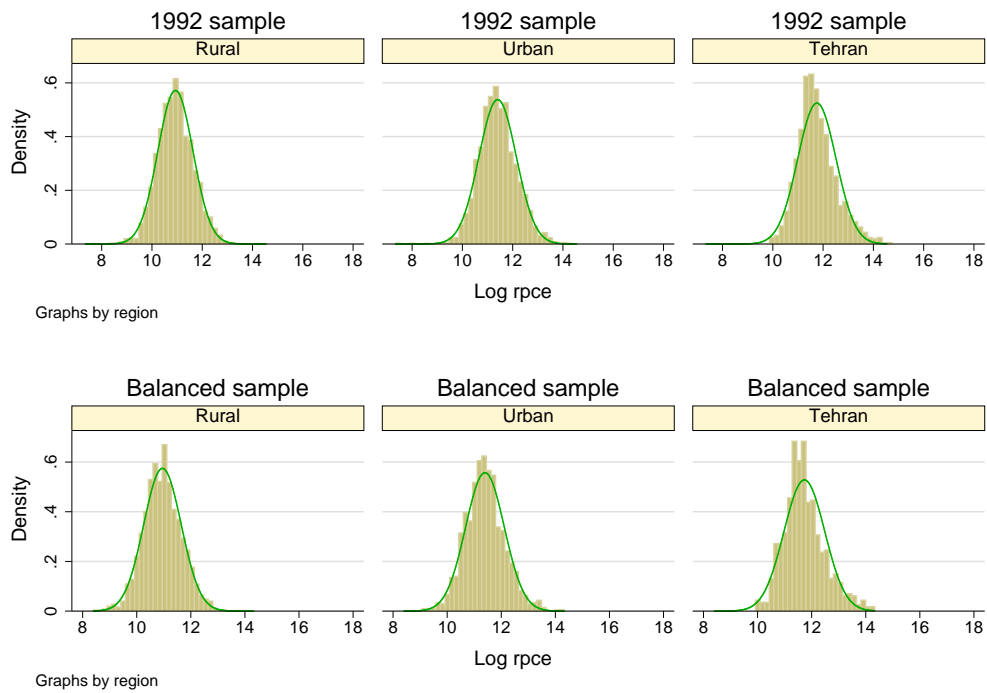 1992 sample 1992 sample 1992 sample
Rural Urban Tehran
Density
.6
.4
.2
0
8 10 12 14 16 18 8 10 12 14 16 18 8 10 12 14 16 18
Log rpce
Graphs by region
Balanced sample Balanced sample Balanced sample
Rural Urban Tehran
Density
.6
.4
.2
0
8 10 12 14 16 18 8 10 12 14 16 18 8 10 12 14 16 18
Log rpce
Graphs by region